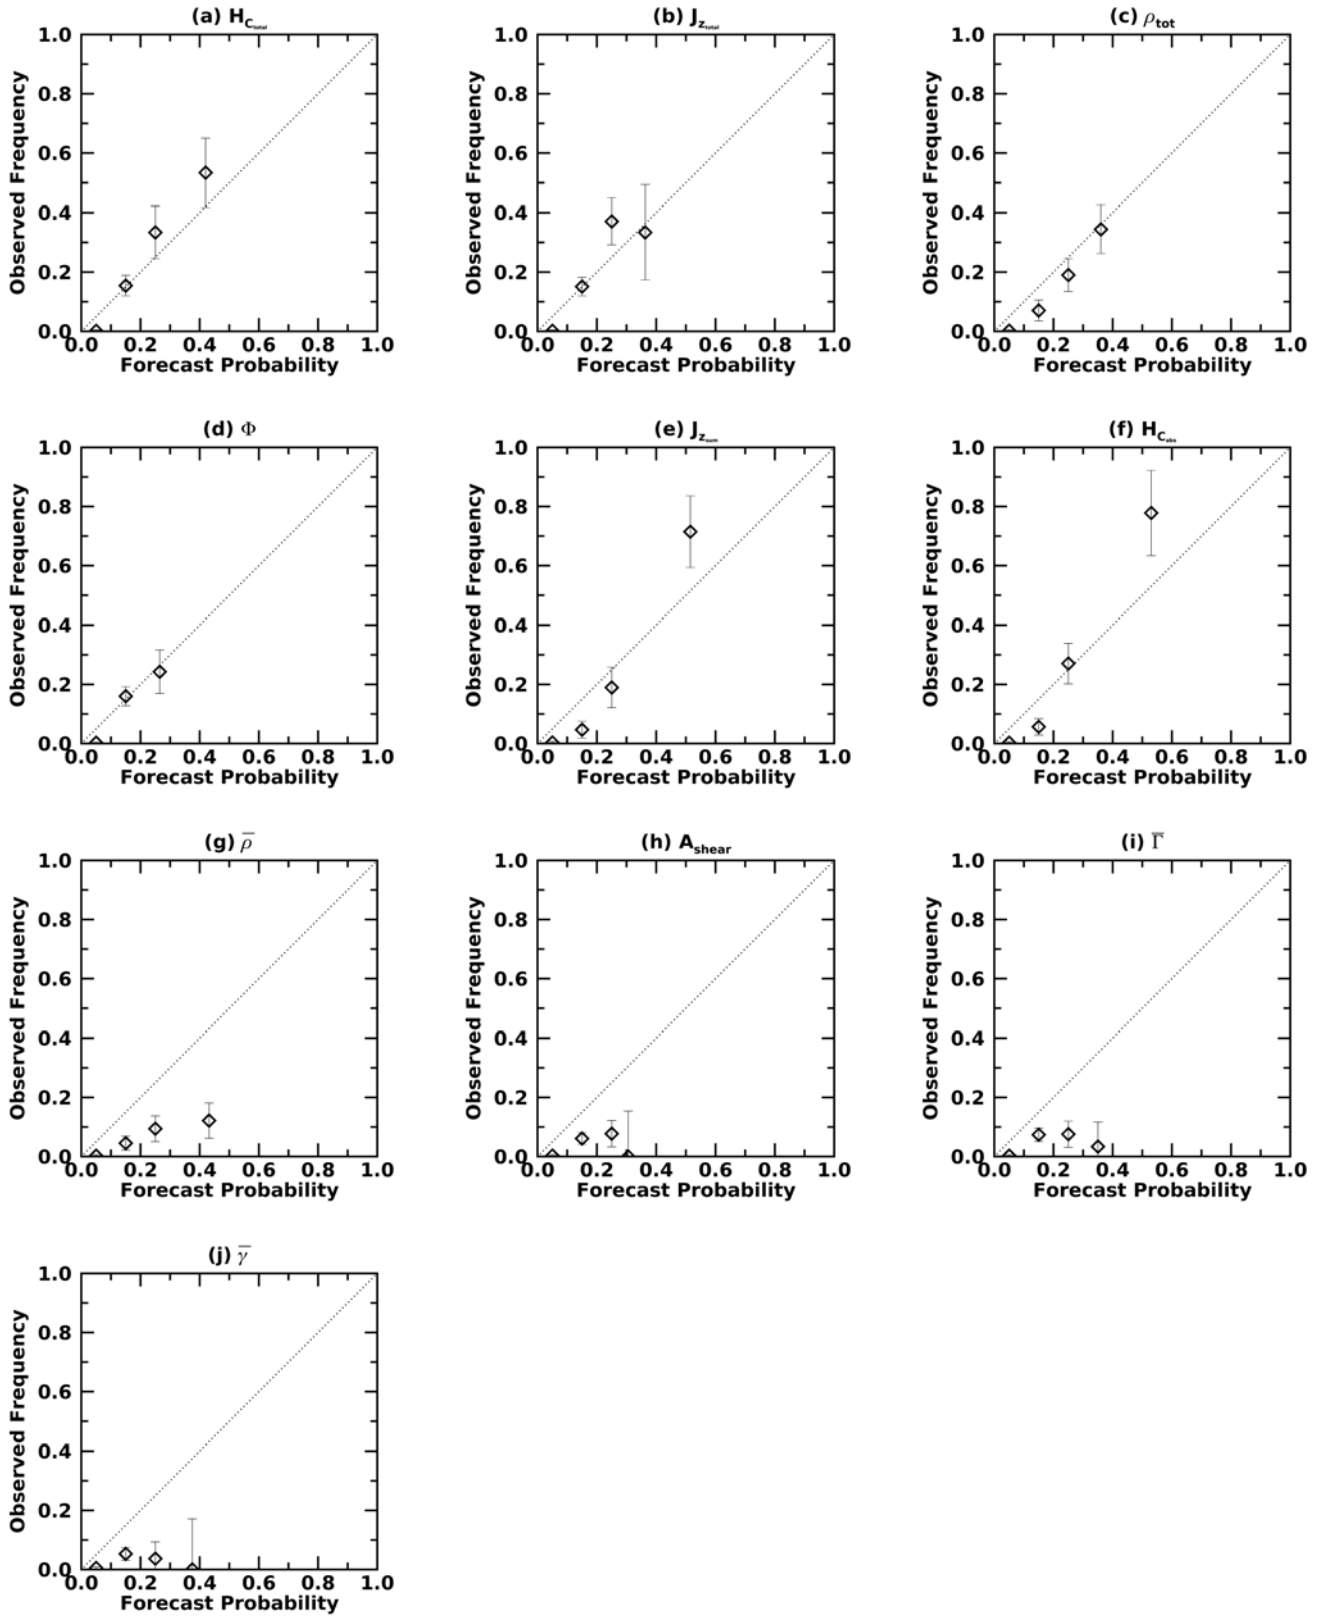 (a) H_C_total (b) J_z_total (c) ρ_tot
1.0 1.0 1.0
0.8 0.8 0.8
0.6 0.6 0.6
0.4 0.4 0.4
0.2 0.2 0.2
0.0 0.0 0.0
Observed Frequency Observed Frequency Observed Frequency
0.0 0.2 0.4 0.6 0.8 1.0 0.0 0.2 0.4 0.6 0.8 1.0 0.0 0.2 0.4 0.6 0.8 1.0
Forecast Probability Forecast Probability Forecast Probability
(d) Φ (e) J_z_sum (f) H_C_abs
1.0 1.0 1.0
0.8 0.8 0.8
0.6 0.6 0.6
0.4 0.4 0.4
0.2 0.2 0.2
0.0 0.0 0.0
Observed Frequency Observed Frequency Observed Frequency
0.0 0.2 0.4 0.6 0.8 1.0 0.0 0.2 0.4 0.6 0.8 1.0 0.0 0.2 0.4 0.6 0.8 1.0
Forecast Probability Forecast Probability Forecast Probability
(g) ρ̅ (h) A_shear (i) Γ̅
1.0 1.0 1.0
0.8 0.8 0.8
0.6 0.6 0.6
0.4 0.4 0.4
0.2 0.2 0.2
0.0 0.0 0.0
Observed Frequency Observed Frequency Observed Frequency
0.0 0.2 0.4 0.6 0.8 1.0 0.0 0.2 0.4 0.6 0.8 1.0 0.0 0.2 0.4 0.6 0.8 1.0
Forecast Probability Forecast Probability Forecast Probability
(j) γ̅
1.0
0.8
0.6
0.4
0.2
0.0
Observed Frequency
0.0 0.2 0.4 0.6 0.8 1.0
Forecast Probability